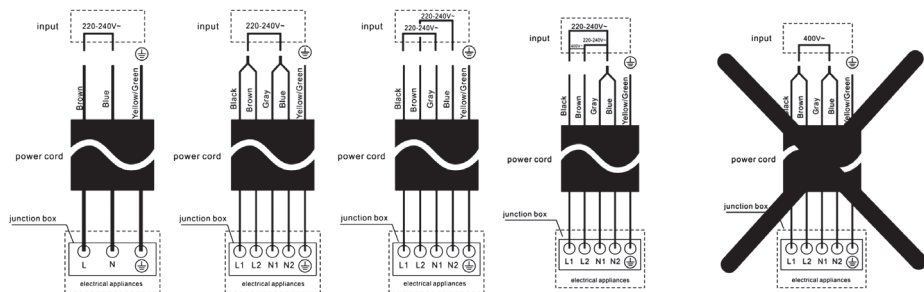 input
220-240V~
Brown
Blue
Yellow/Green
power cord
junction box
L
N
electrical appliances
input
220-240V~
Black
Brown
Gray
Blue
Yellow/Green
power cord
junction box
L1
L2
N1
N2
electrical appliances
input
220-240V~
220-240V~
Black
Brown
Gray
Blue
Yellow/Green
power cord
junction box
L1
L2
N1
N2
electrical appliances
input
220-240V~
220-240V~
400V~
Black
Brown
Gray
Blue
Yellow/Green
power cord
junction box
L1
L2
N1
N2
electrical appliances
input
400V~
Black
Brown
Gray
Blue
Yellow/Green
power cord
junction box
L1
L2
N1
N2
electrical appliances